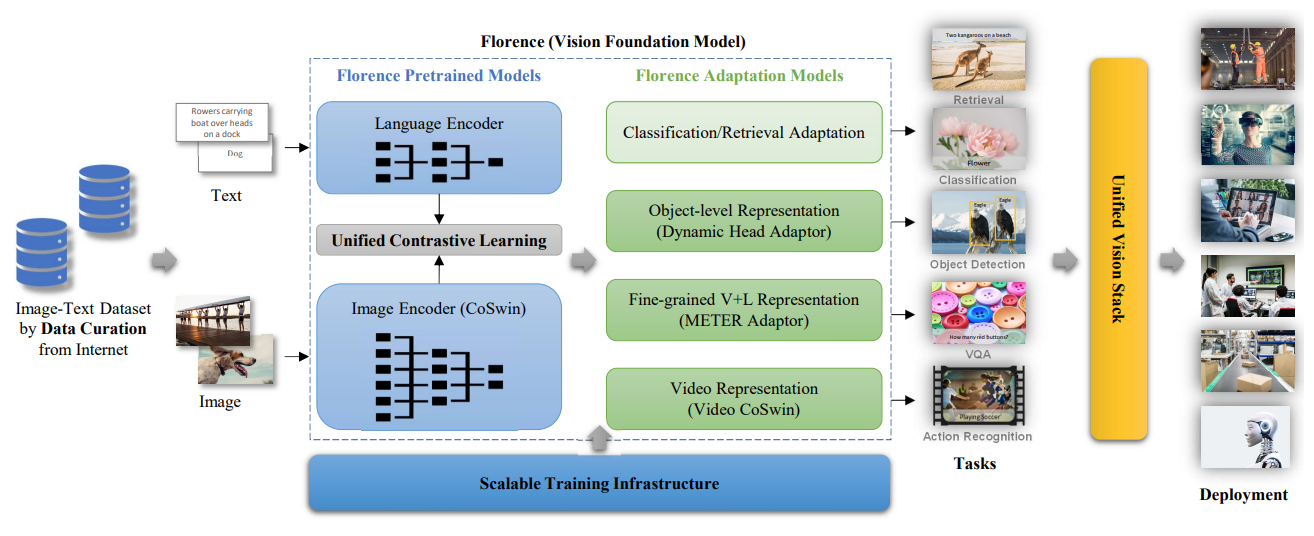 Florence (Vision Foundation Model)
Florence Pretrained Models
Florence Adaptation Models
Rowers carrying
boat over heads
on a dock
Dog
Text
Image-Text Dataset
by Data Curation
from Internet
Image
Language Encoder
Unified Contrastive Learning
Image Encoder (CoSwin)
Classification/Retrieval Adaptation
Object-level Representation
(Dynamic Head Adaptor)
Fine-grained V+L Representation
(METER Adaptor)
Video Representation
(Video CoSwin)
Scalable Training Infrastructure
Two kangaroos on a beach
Retrieval
Flower
Classification
Eagle
Eagle
Object Detection
How many red buttons?
VQA
Playing Soccer
Action Recognition
Tasks
Unified Vision Stack
Deployment